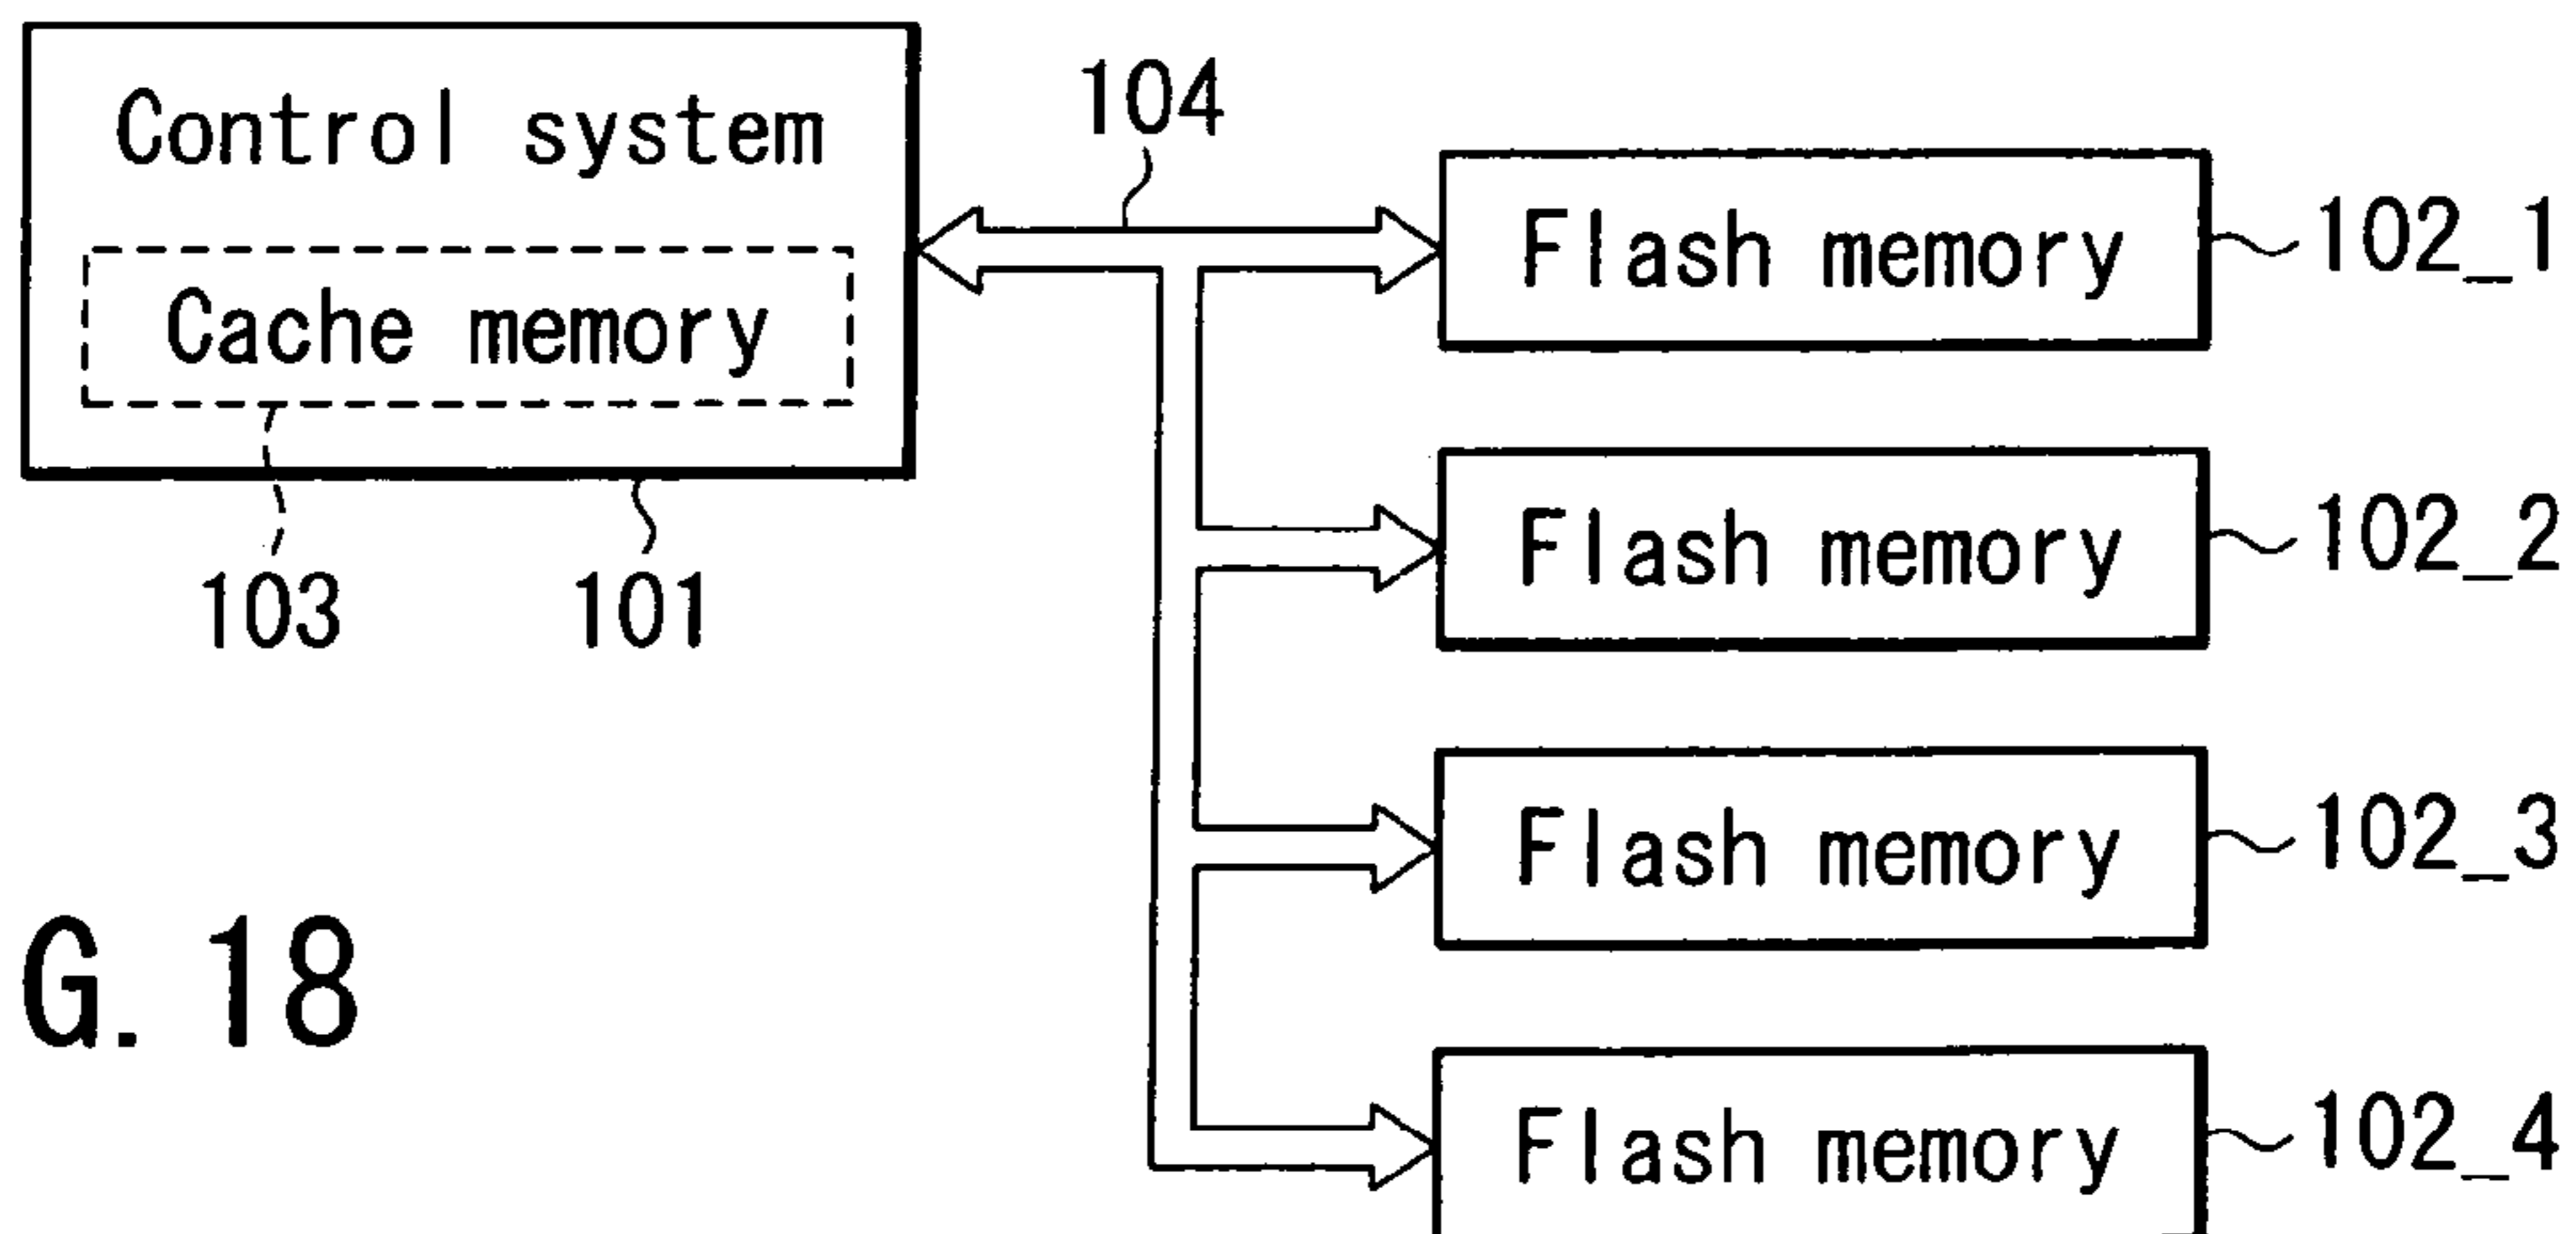 Control system
Cache memory
103
101
104
Flash memory
102_1
Flash memory
102_2
Flash memory
102_3
Flash memory
102_4
G. 18